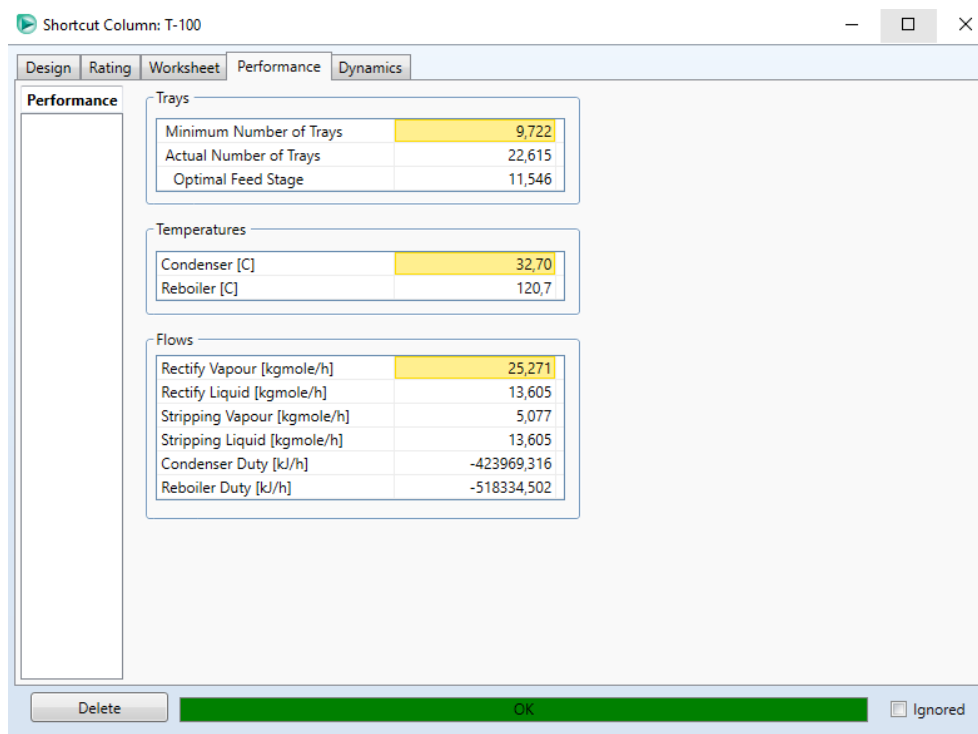 Shortcut Column: T-100
Design Rating Worksheet Performance Dynamics
Performance
Trays
Minimum Number of Trays 9,722
Actual Number of Trays 22,615
Optimal Feed Stage 11,546
Temperatures
Condenser [C] 32,70
Reboiler [C] 120,7
Flows
Rectify Vapour [kgmole/h] 25,271
Rectify Liquid [kgmole/h] 13,605
Stripping Vapour [kgmole/h] 5,077
Stripping Liquid [kgmole/h] 13,605
Condenser Duty [kJ/h] -423969,316
Reboiler Duty [kJ/h] -518334,502
Delete OK Ignored